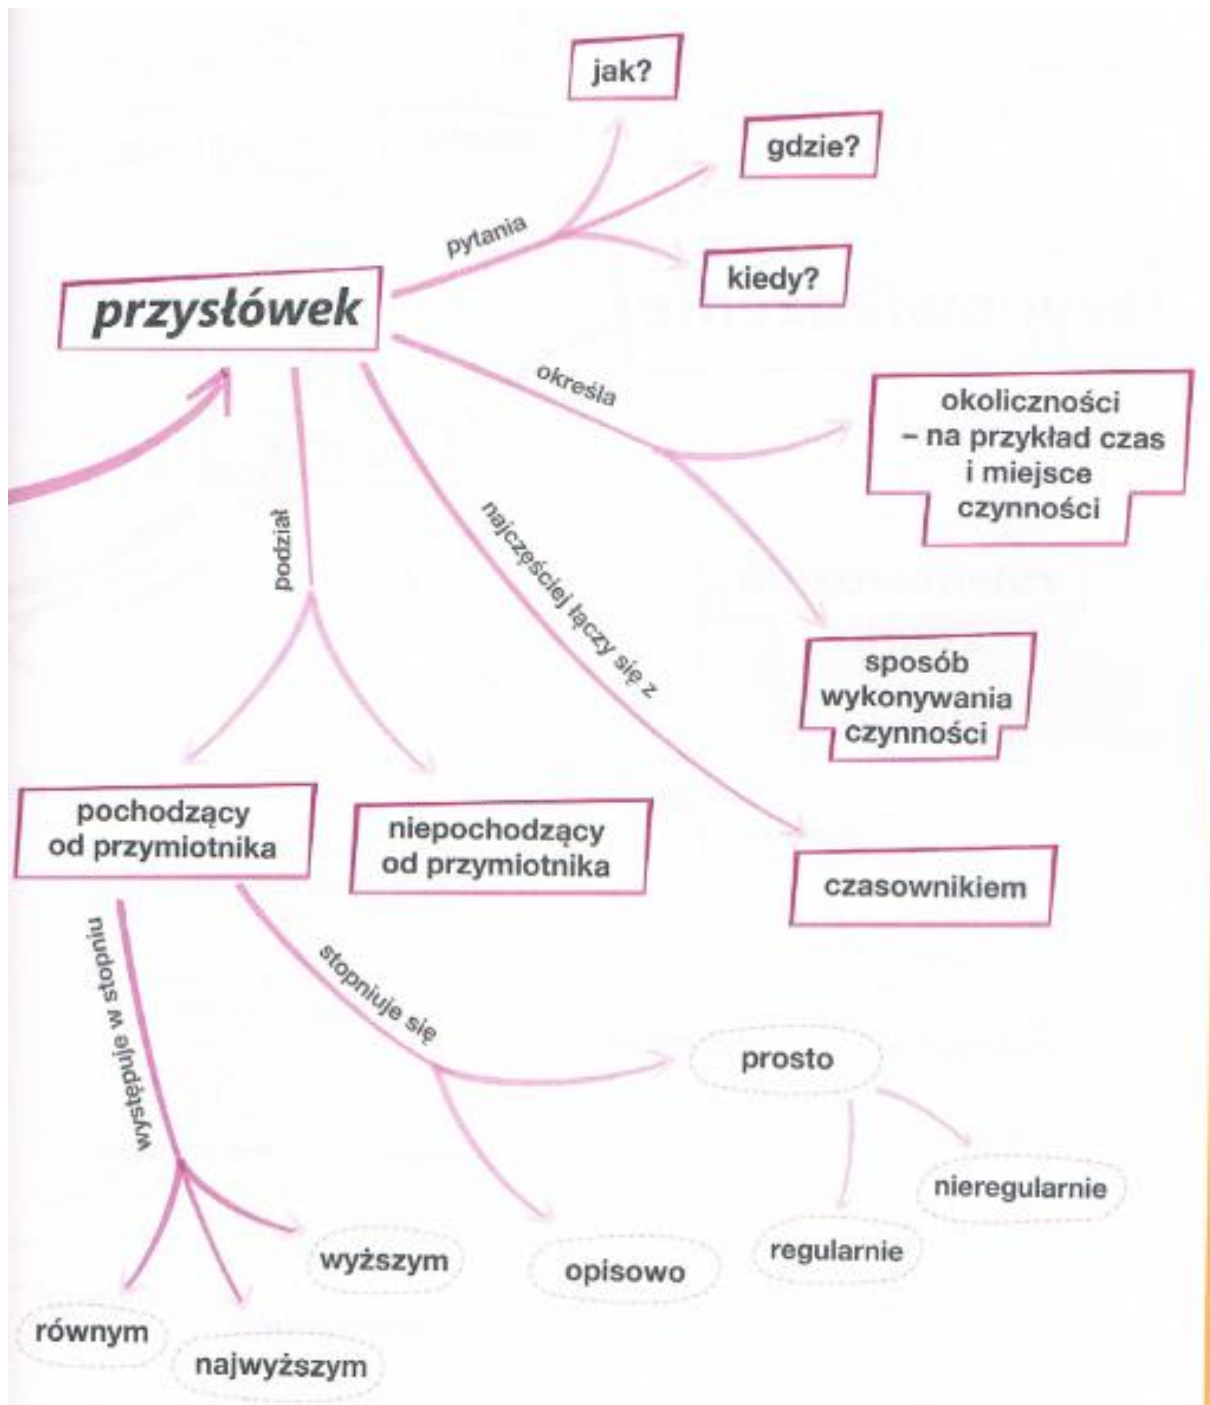 jak?
gdzie?
pytania
kiedy?
przysłówek
określa
okoliczności
– na przykład czas
i miejsce
czynności
podział
najczęściej łączy się z
sposób
wykonywania
czynności
pochodzący
od przymiotnika
niepochodzący
od przymiotnika
czasownikiem
występuje w stopniu
stopniuje się
prosto
nieregularnie
regularnie
wyższym
opisowo
równym
najwyższym